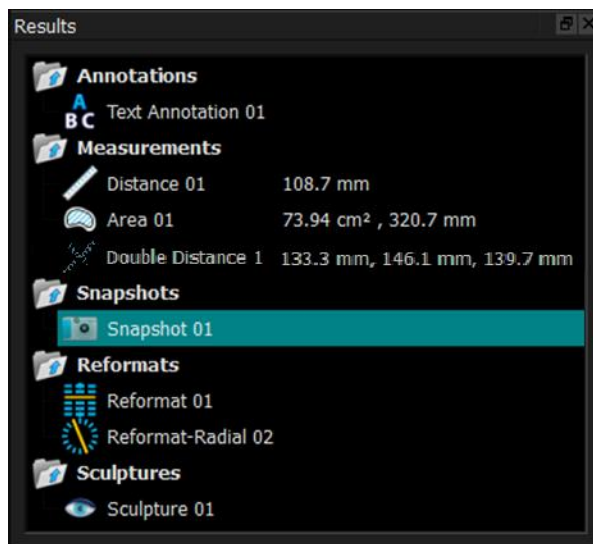 Results
Annotations
A
B C Text Annotation 01
Measurements
Distance 01 108.7 mm
Area 01 73.94 cm² , 320.7 mm
Double Distance 1 133.3 mm, 146.1 mm, 139.7 mm
Snapshots
Snapshot 01
Reformats
Reformat 01
Reformat-Radial 02
Sculptures
Sculpture 01